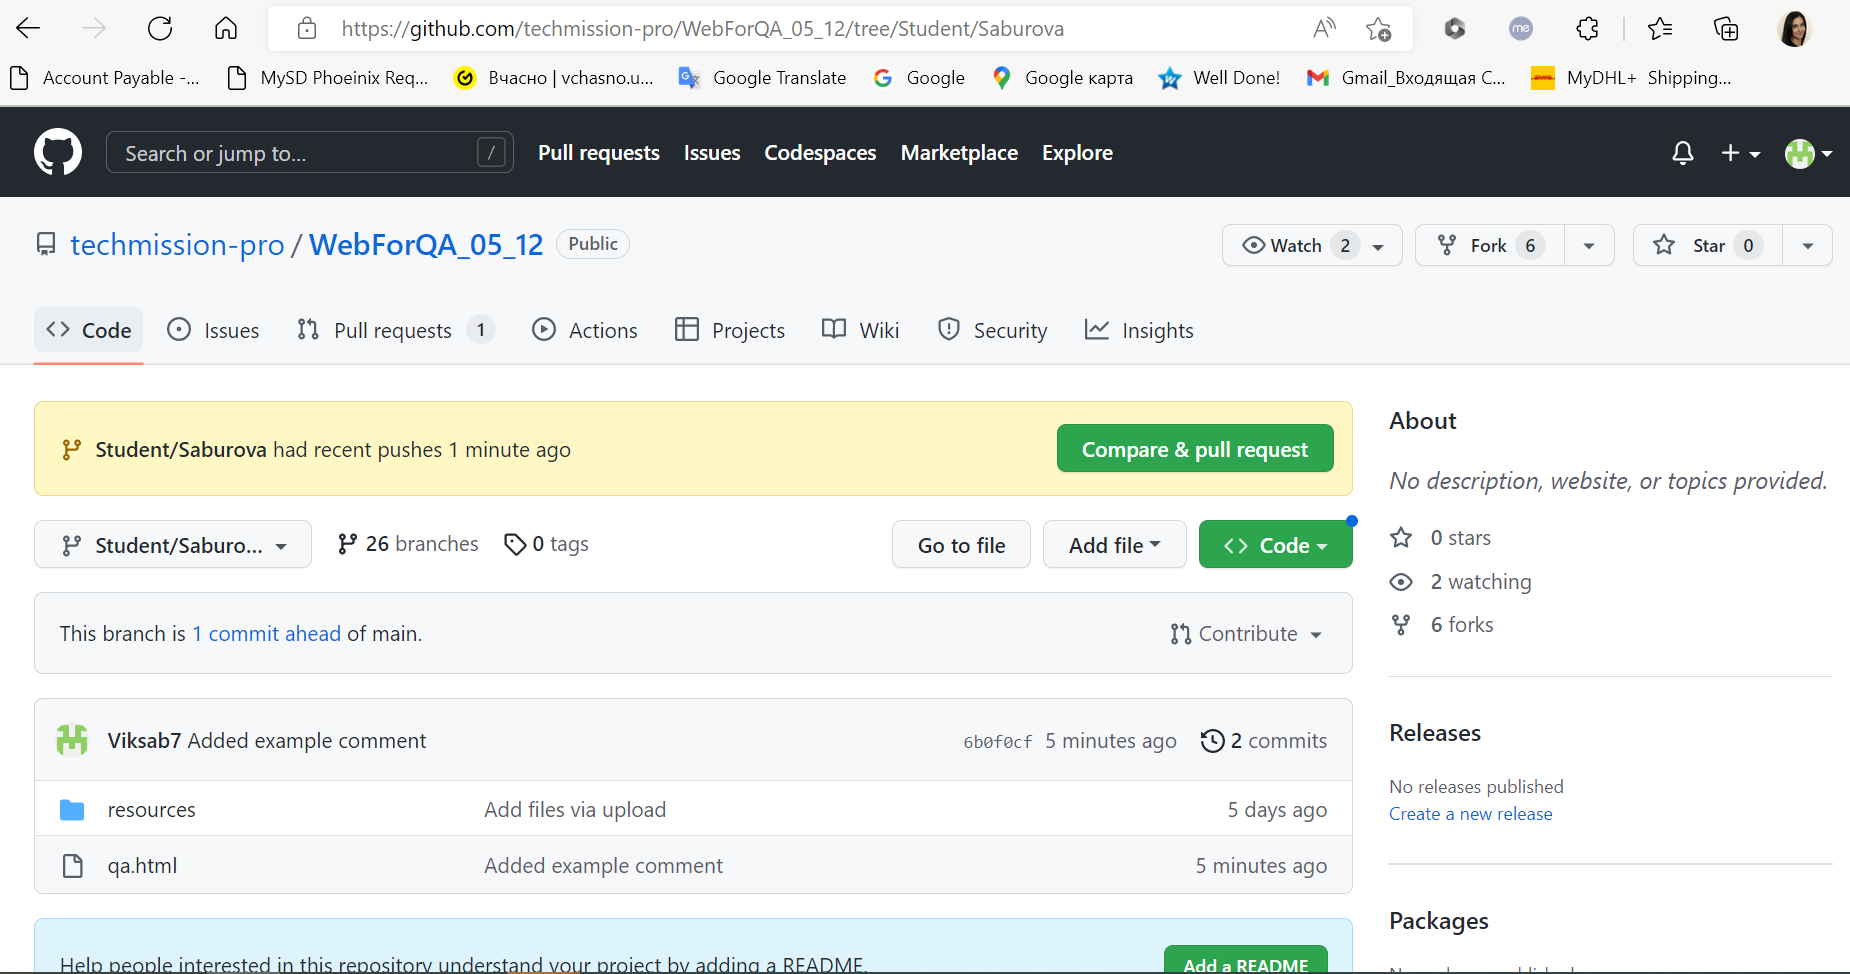 https://github.com/techmission-pro/WebForQA_05_12/tree/Student/Saburova
me
Account Payable -...
MySD Phoeinix Req...
Вчасно | vchasno.u...
Google Translate
Google
Google карта
Well Done!
Gmail_Входящая С...
MyDHL+ Shipping...
Search or jump to... /
Pull requests
Issues
Codespaces
Marketplace
Explore
techmission-pro / WebForQA_05_12 Public
Watch 2
Fork 6
Star 0
Code
Issues
Pull requests 1
Actions
Projects
Wiki
Security
Insights
Student/Saburova had recent pushes 1 minute ago
Compare & pull request
Student/Saburo...
26 branches
0 tags
Go to file
Add file
Code
This branch is 1 commit ahead of main.
Contribute
Viksab7 Added example comment
6b0f0cf 5 minutes ago
2 commits
resources Add files via upload 5 days ago
qa.html Added example comment 5 minutes ago
Help people interested in this repository understand your project by adding a README.
Add a README
About
No description, website, or topics provided.
0 stars
2 watching
6 forks
Releases
No releases published
Create a new release
Packages